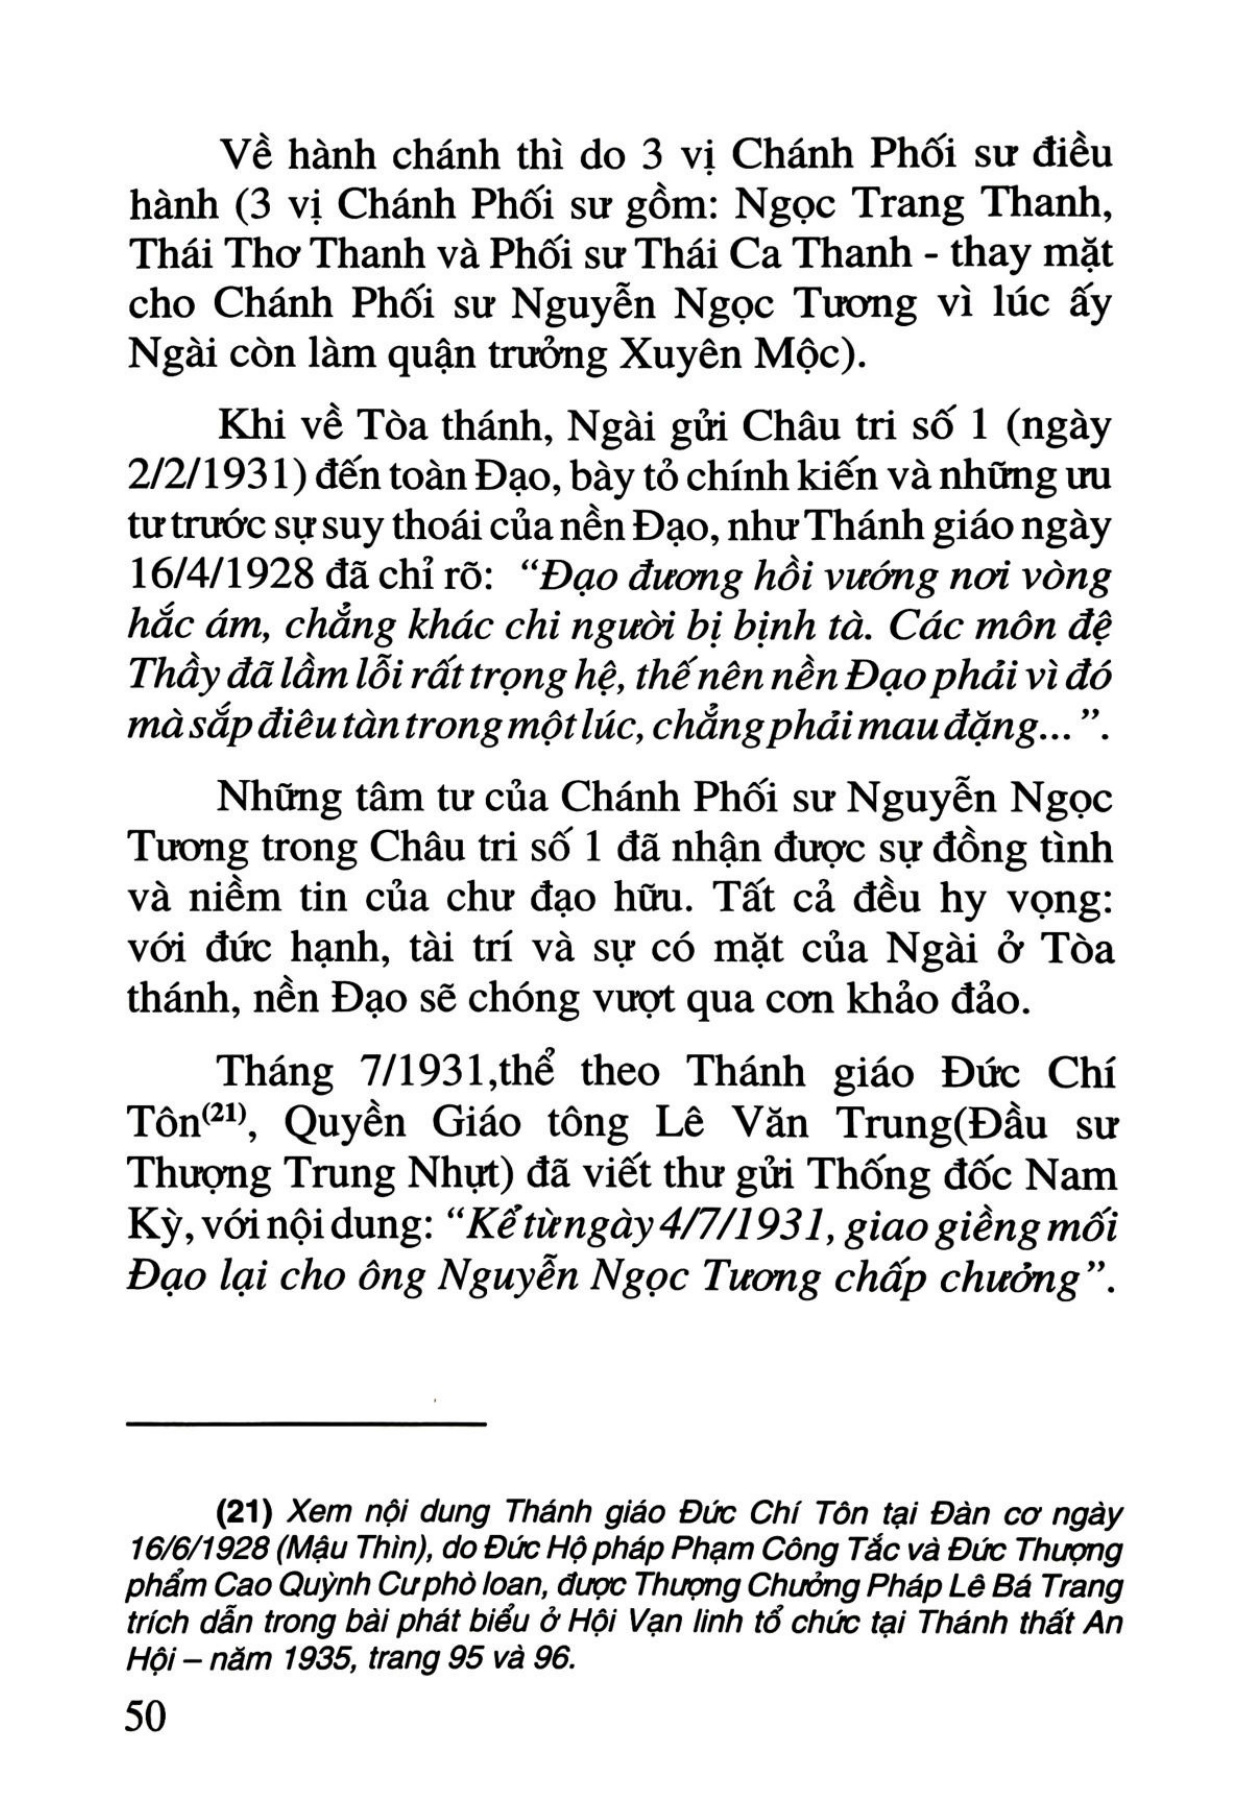 Về hành chánh thì do 3 vị Chánh Phối sư điều
hành (3 vị Chánh Phối sư gồm: Ngọc Trang Thanh,
Thái Thơ Thanh và Phối sư Thái Ca Thanh - thay mặt
cho Chánh Phối sư Nguyễn Ngọc Tương vì lúc ấy
Ngài còn làm quận trưởng Xuyên Mộc).
Khi về Tòa thánh, Ngài gửi Châu tri số 1 (ngày
2/2/1931) đến toàn Đạo, bày tỏ chính kiến và những ưu
tư trước sự suy thoái của nền Đạo, như Thánh giáo ngày
16/4/1928 đã chỉ rõ: “Đạo đương hồi vướng nơi vòng
hắc ám, chẳng khác chi người bị bịnh tà. Các môn đệ
Thầy đã lầm lỗi rất trọng hệ, thế nên nền Đạo phải vì đó
mà sắp điêu tàn trong một lúc, chẳng phải mau đặng...”.
Những tâm tư của Chánh Phối sư Nguyễn Ngọc
Tương trong Châu tri số 1 đã nhận được sự đồng tình
và niềm tin của chư đạo hữu. Tất cả đều hy vọng:
với đức hạnh, tài trí và sự có mặt của Ngài ở Tòa
thánh, nền Đạo sẽ chóng vượt qua cơn khảo đảo.
Tháng 7/1931,thể theo Thánh giáo Đức Chí
Tôn(21), Quyền Giáo tông Lê Văn Trung(Đầu sư
Thượng Trung Nhựt) đã viết thư gửi Thống đốc Nam
Kỳ, với nội dung: “Kể từ ngày 4/7/1931, giao giềng mối
Đạo lại cho ông Nguyễn Ngọc Tương chấp chưởng”.
(21) Xem nội dung Thánh giáo Đức Chí Tôn tại Đàn cơ ngày
16/6/1928 (Mậu Thìn), do Đức Hộ pháp Phạm Công Tắc và Đức Thượng
phẩm Cao Quỳnh Cư phò loan, được Thượng Chưởng Pháp Lê Bá Trang
trích dẫn trong bài phát biểu ở Hội Vạn linh tổ chức tại Thánh thất An
Hội – năm 1935, trang 95 và 96.
50